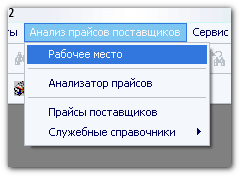 2
ты Анализ прайсов поставщиков Сервис
Рабочее место
Анализатор прайсов
Прайсы поставщиков
Служебные справочники